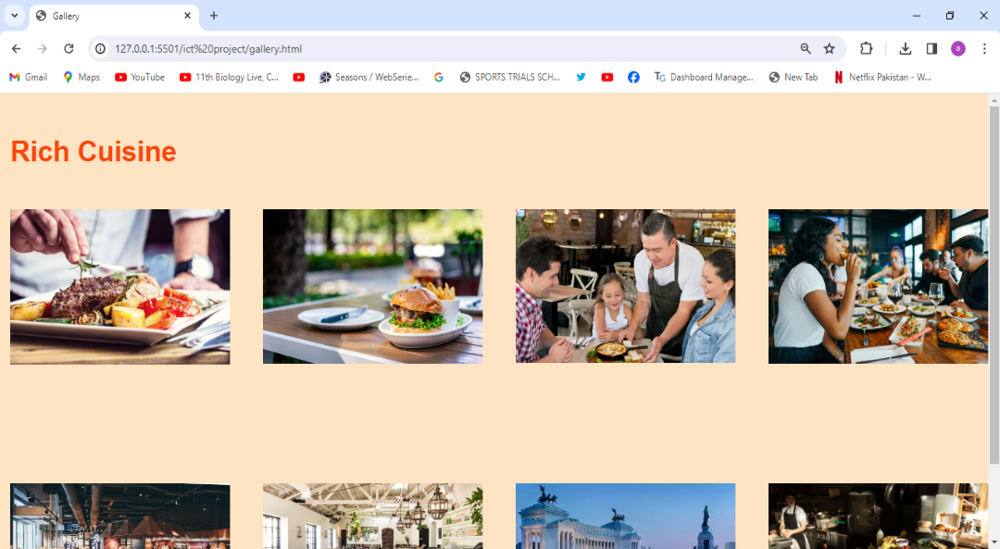 Gallery
127.0.0.1:5501/ict%20project/gallery.html
a
Gmail Maps YouTube 11th Biology Live, C... Seasons / WebSerie... SPORTS TRIALS SCH... TG Dashboard Manage... New Tab Netflix Pakistan - W...
Rich Cuisine